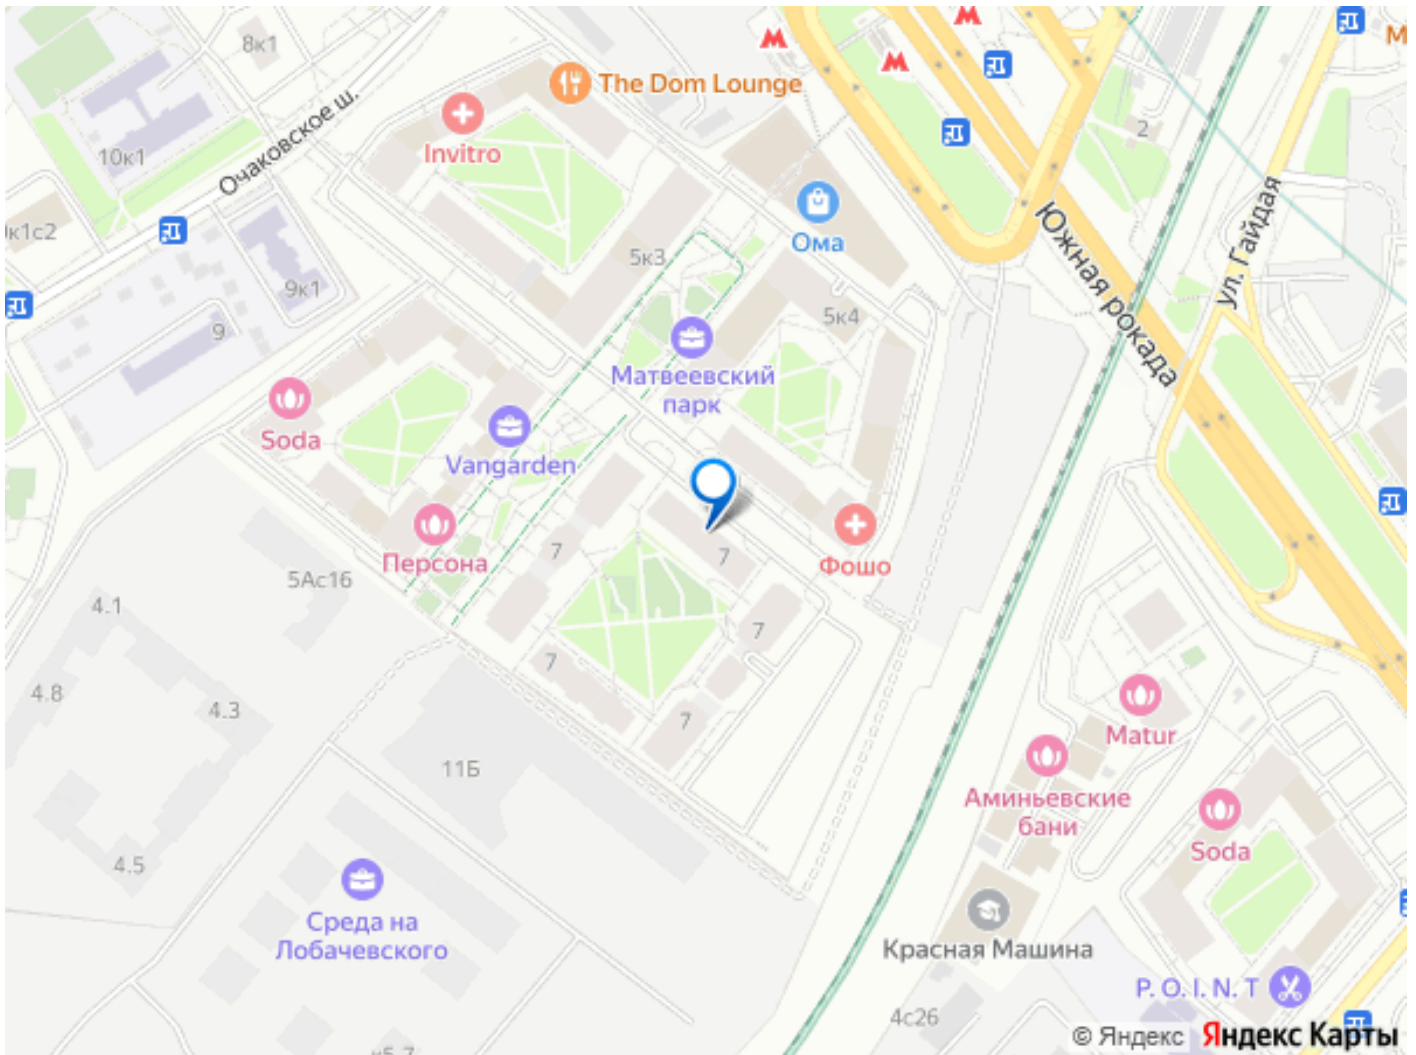 8к1
The Dom Lounge
М
2
10к1
Очаковское ш.
Invitro
к1с2
5к3
Ома
Южная рокада
ул. Гайдая
9к1
9
5к4
Матвеевский
парк
Soda
Vangarden
Персона
7
7
Фошо
5Ас16
4.1
7
7
4.8
4.3
7
11Б
Matur
Аминьевские
бани
Soda
4.5
Среда на
Лобачевского
Красная Машина
P. O. I. N. T
4с26
© Яндекс Яндекс Карты